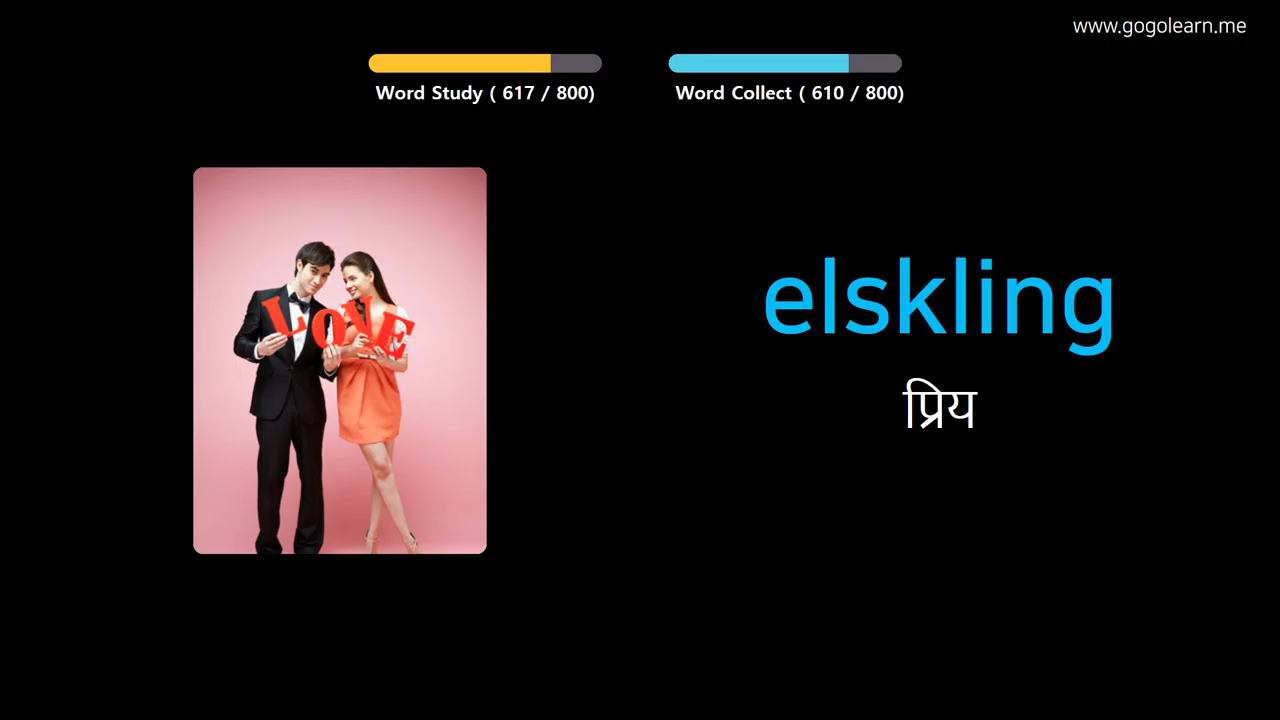 www.gogolearn.me
Word Study ( 617 / 800)
Word Collect ( 610 / 800)
LOVE
elskling
प्रिय